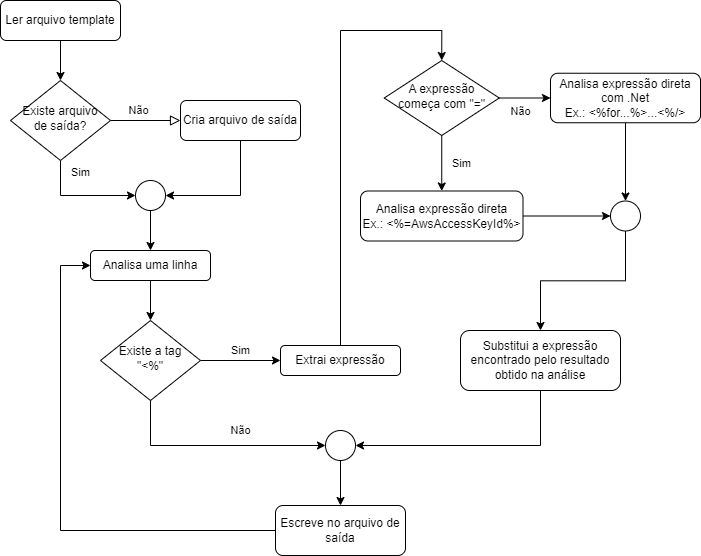 Ler arquivo template
Existe arquivo
de saída?
Não
Cria arquivo de saída
Sim
Analisa uma linha
Existe a tag
"<%"
Sim
Extrai expressão
Não
A expressão
começa com "="
Não
Analisa expressão direta
com .Net
Ex.: <%for...%>...<%/>
Sim
Analisa expressão direta
Ex.: <%=AwsAccessKeyId%>
Substitui a expressão
encontrado pelo resultado
obtido na análise
Escreve no arquivo de
saída